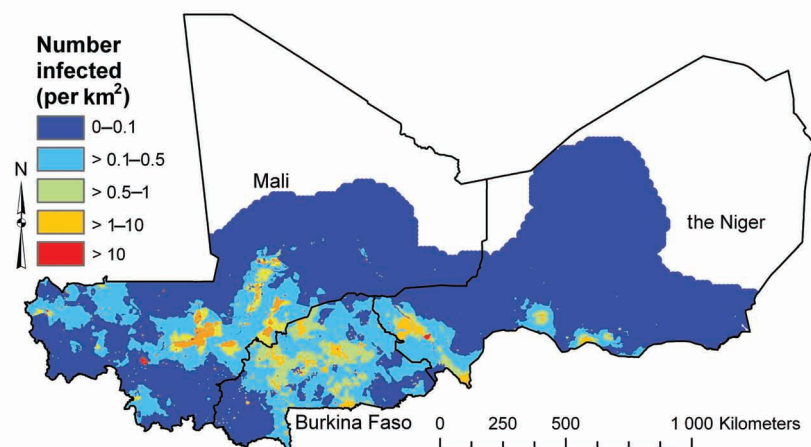 Number
infected
(per km²)
0–0.1
> 0.1–0.5
> 0.5–1
> 1–10
> 10
N
Mali
the Niger
Burkina Faso
0 250 500 1 000 Kilometers